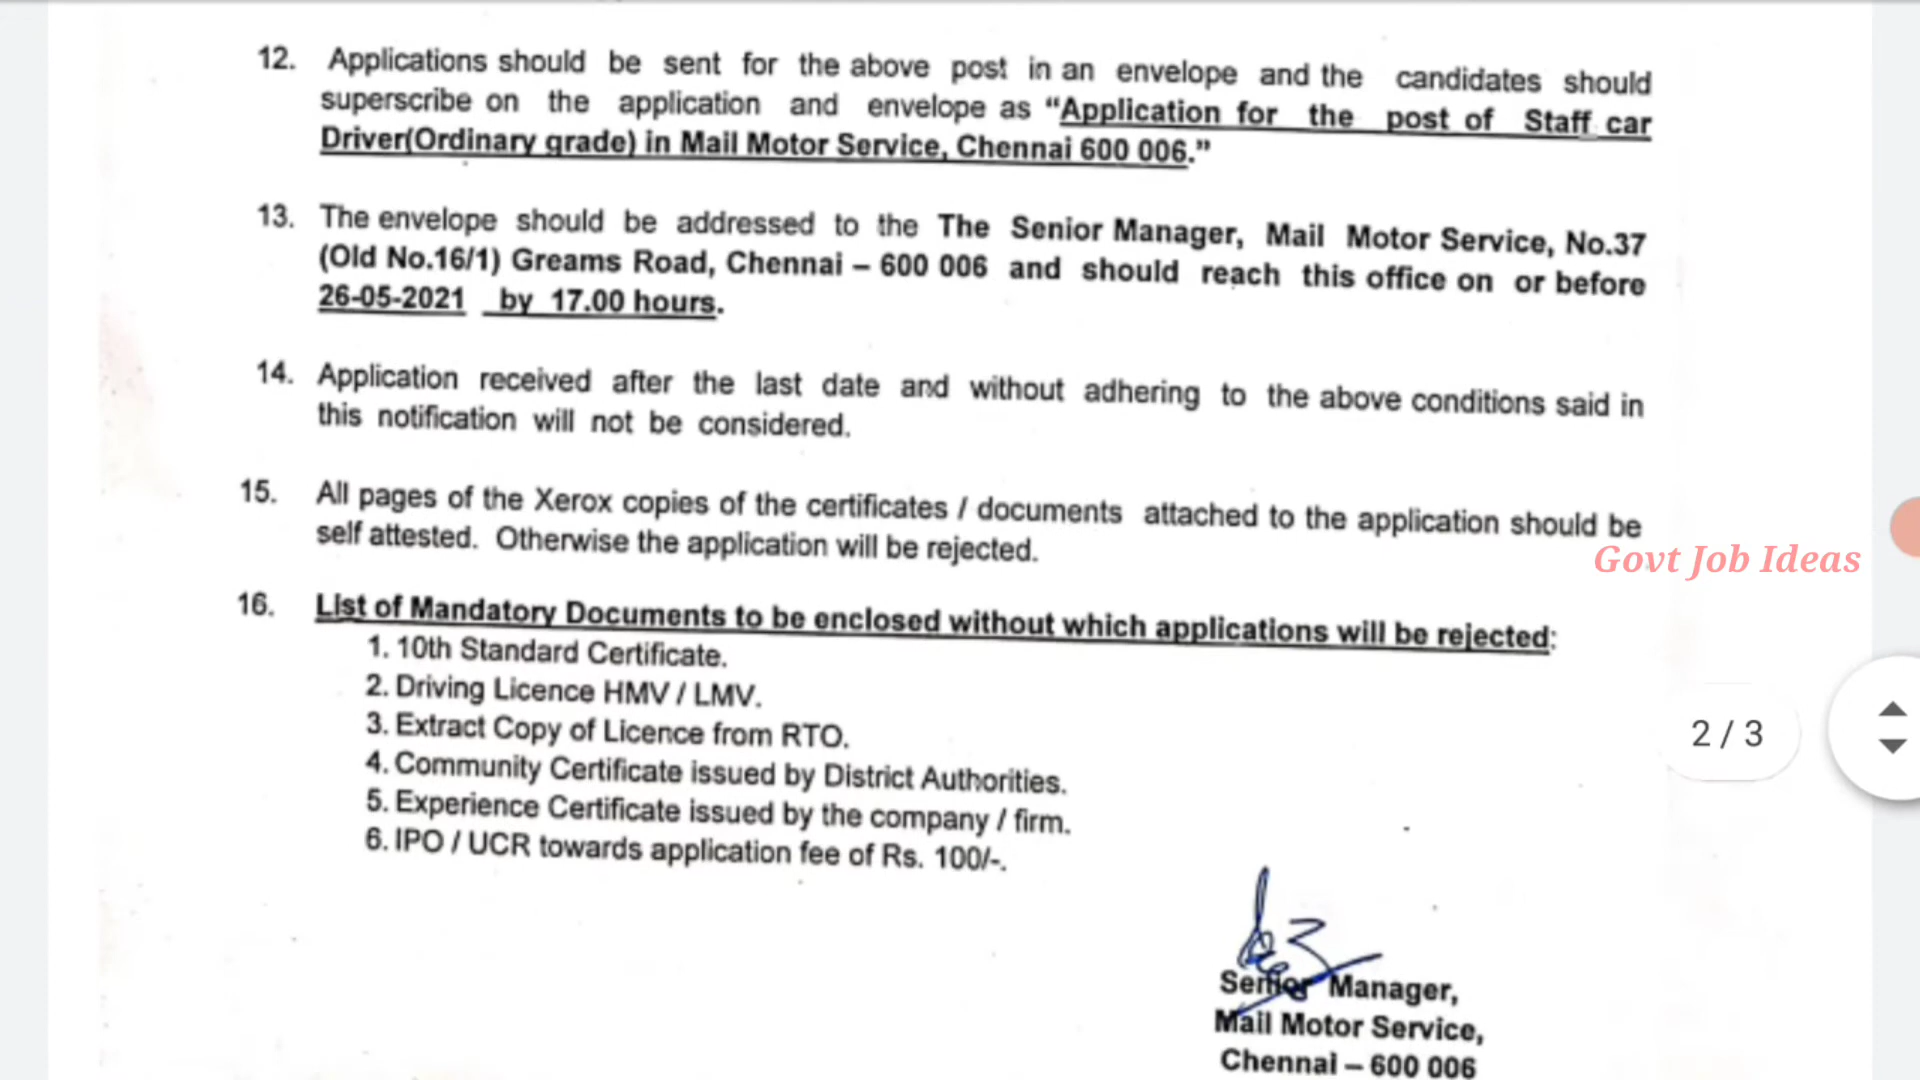 12. Applications should be sent for the above post in an envelope and the candidates should
superscribe on the application and envelope as “Application for the post of Staff car
Driver(Ordinary grade) in Mail Motor Service, Chennai 600 006.”
13. The envelope should be addressed to the The Senior Manager, Mail Motor Service, No.37
(Old No.16/1) Greams Road, Chennai – 600 006 and should reach this office on or before
26-05-2021 by 17.00 hours.
14. Application received after the last date and without adhering to the above conditions said in
this notification will not be considered.
15. All pages of the Xerox copies of the certificates / documents attached to the application should be
self attested. Otherwise the application will be rejected.
Govt Job Ideas
16. List of Mandatory Documents to be enclosed without which applications will be rejected:
1. 10th Standard Certificate.
2. Driving Licence HMV / LMV.
3. Extract Copy of Licence from RTO.
2 / 3
4. Community Certificate issued by District Authorities.
5. Experience Certificate issued by the company / firm.
6. IPO / UCR towards application fee of Rs. 100/-.
Senior Manager,
Mail Motor Service,
Chennai – 600 006